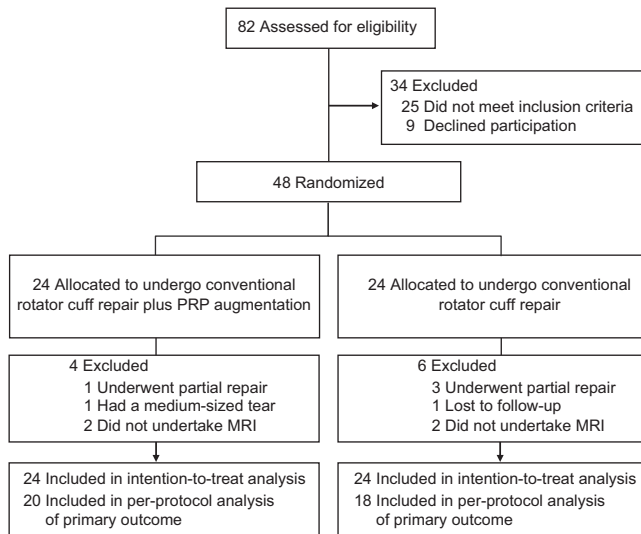 82 Assessed for eligibility
34 Excluded
25 Did not meet inclusion criteria
9 Declined participation
48 Randomized
24 Allocated to undergo conventional
rotator cuff repair plus PRP augmentation
24 Allocated to undergo conventional
rotator cuff repair
4 Excluded
1 Underwent partial repair
1 Had a medium-sized tear
2 Did not undertake MRI
6 Excluded
3 Underwent partial repair
1 Lost to follow-up
2 Did not undertake MRI
24 Included in intention-to-treat analysis
20 Included in per-protocol analysis
of primary outcome
24 Included in intention-to-treat analysis
18 Included in per-protocol analysis
of primary outcome